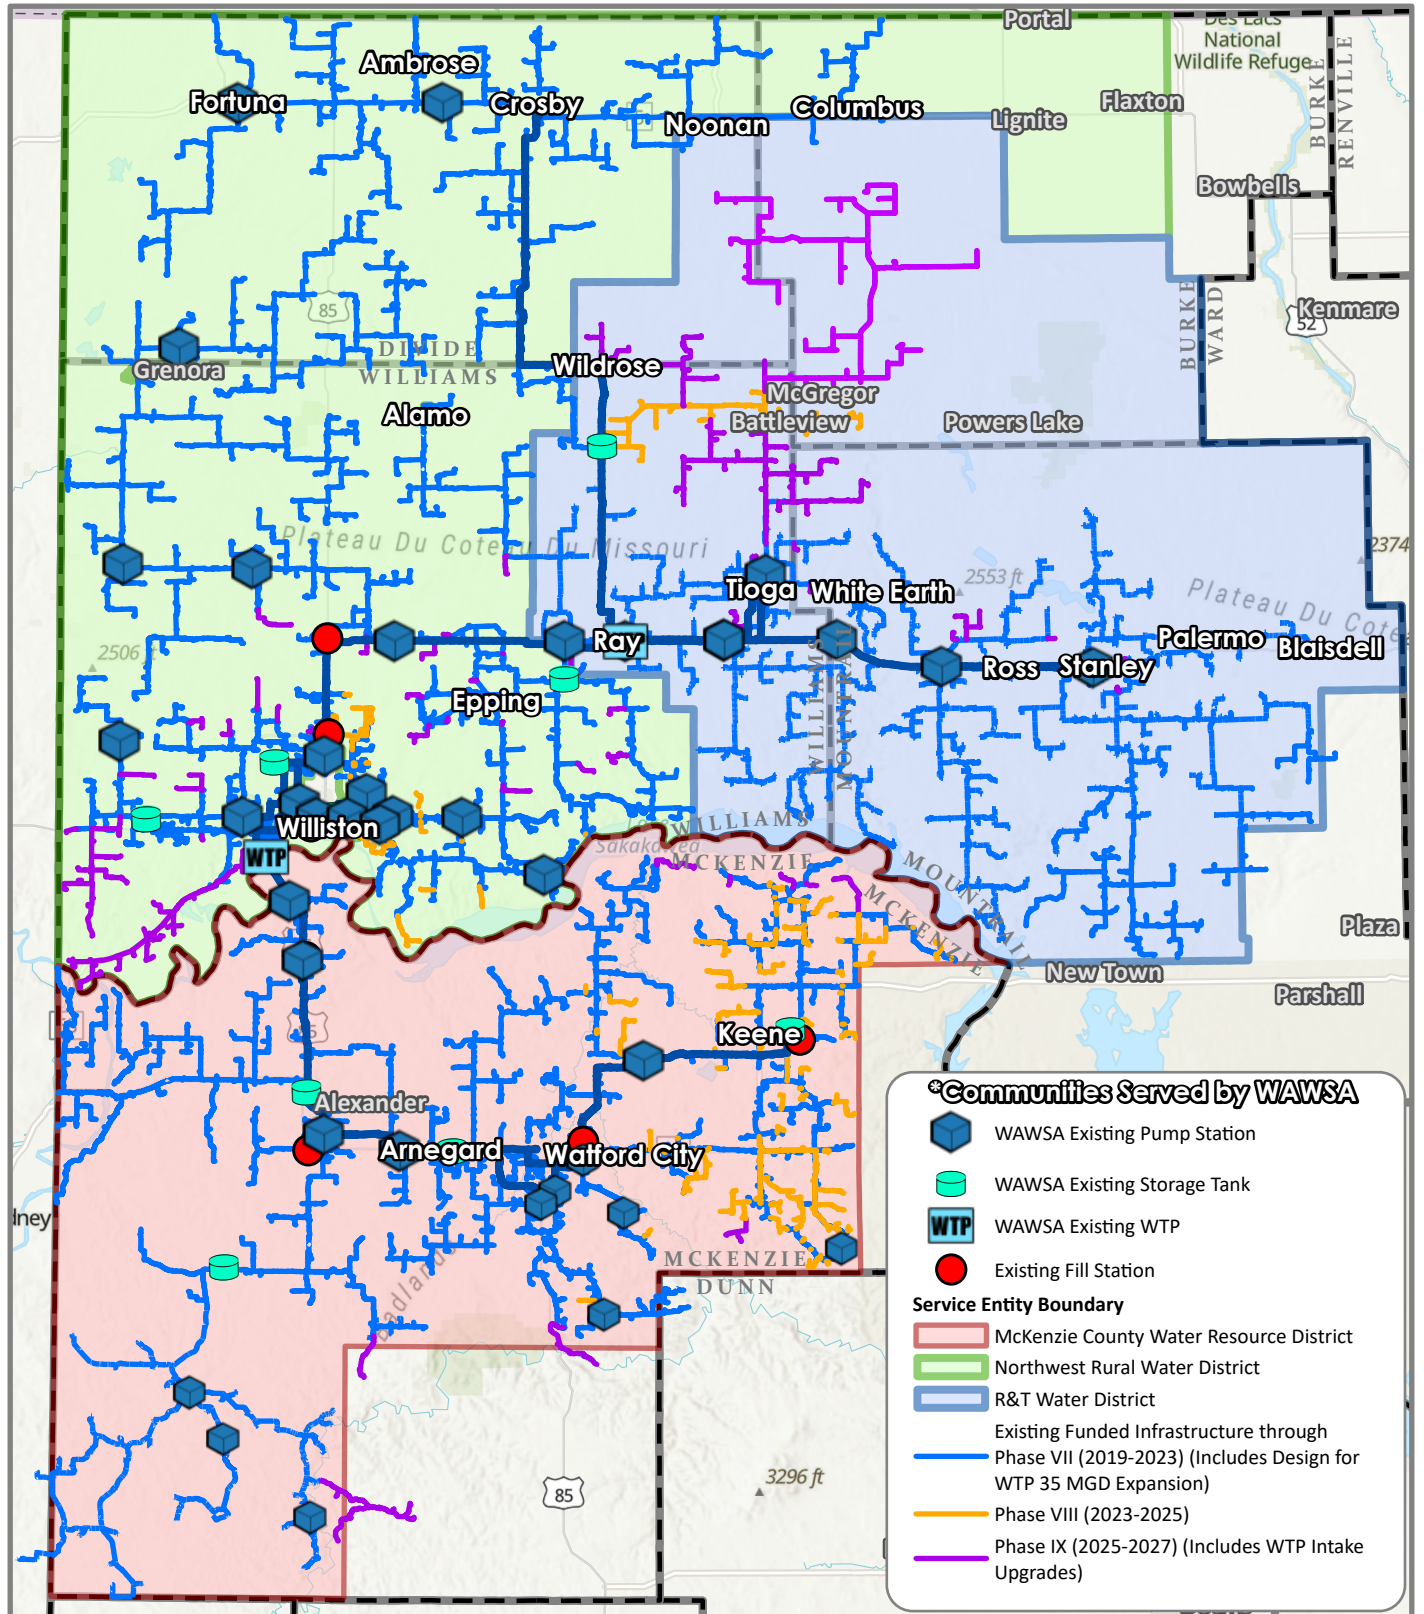 Portal
Des Lacs
National
Wildlife Refuge
BURKE
RENVILLE
Ambrose
Fortuna
Crosby
Noonan
Columbus
Lignite
Flaxton
Bowbells
85
BURKE
WARD
Kenmare
52
DIVIDE
WILLIAMS
Grenora
Wildrose
McGregor
Battleview
Powers Lake
Alamo
Plateau Du Coteau Du Missouri
2374
Tioga
White Earth
2553 ft
Plateau Du Cotea
Ray
Palermo
Blaisdell
2506 ft
Ross
Stanley
Epping
WILLIAMS
MOUNTRAIL
Williston
WTP
WILLIAMS
Sakakawea
MCKENZIE
MOUNTRAIL
MCKENZIE
Plaza
New Town
Parshall
85
Keene
Alexander
Arnegard
Watford City
dney
Badlands
MCKENZIE
DUNN
85
3296 ft
*Communities Served by WAWSA
WAWSA Existing Pump Station
WAWSA Existing Storage Tank
WTP WAWSA Existing WTP
Existing Fill Station
Service Entity Boundary
McKenzie County Water Resource District
Northwest Rural Water District
R&T Water District
Existing Funded Infrastructure through
Phase VII (2019-2023) (Includes Design for
WTP 35 MGD Expansion)
Phase VIII (2023-2025)
Phase IX (2025-2027) (Includes WTP Intake
Upgrades)